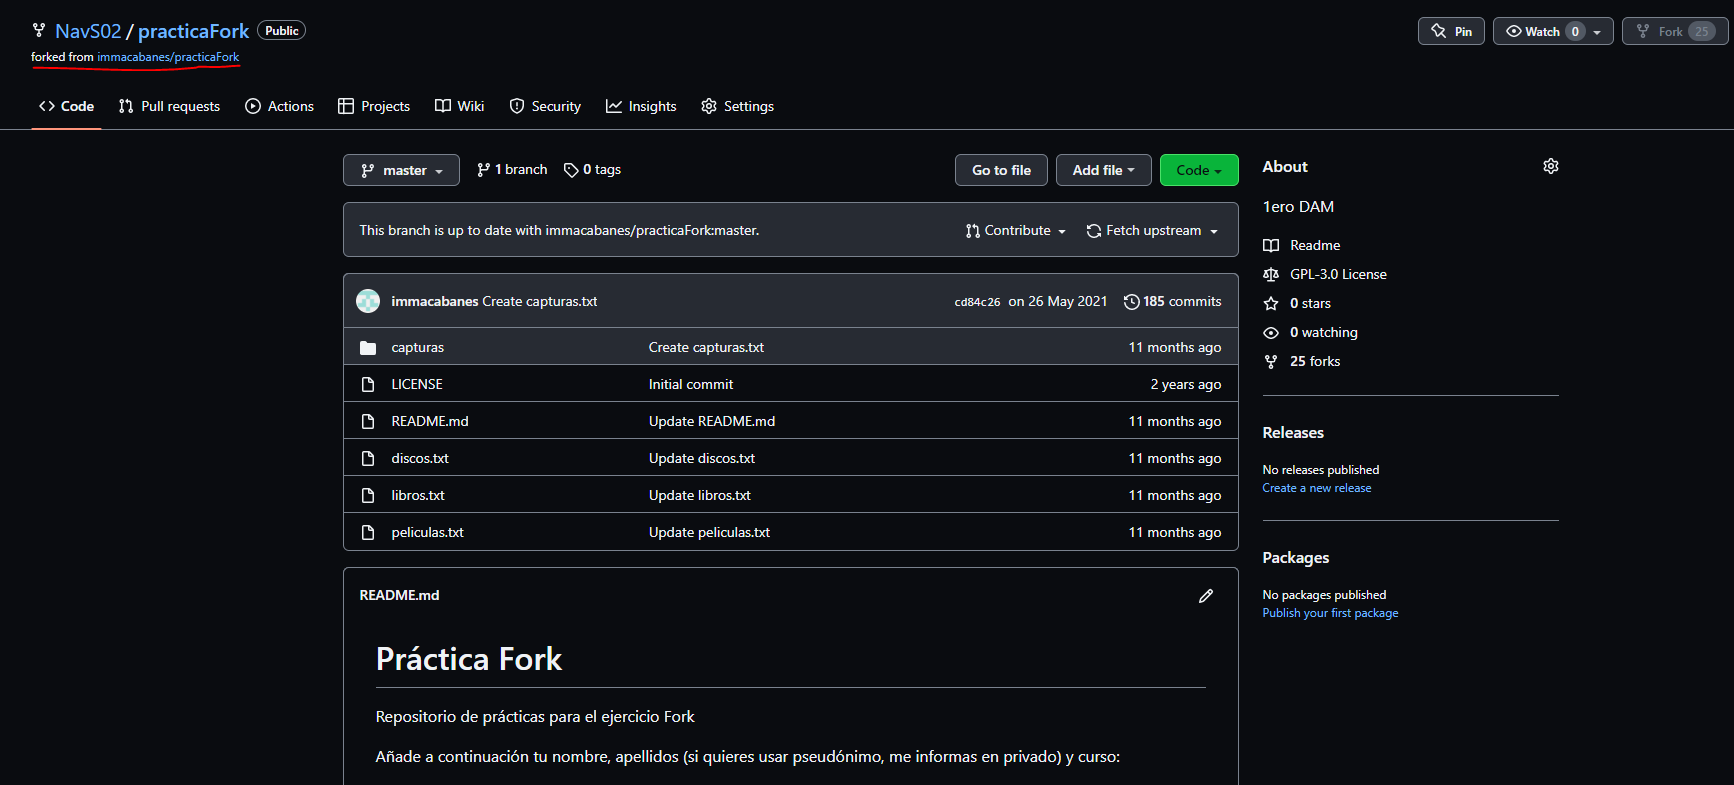 NavS02 / practicaFork Public
Pin Watch 0 Fork 25
forked from immacabanes/practicaFork
Code Pull requests Actions Projects Wiki Security Insights Settings
master 1 branch 0 tags Go to file Add file Code
This branch is up to date with immacabanes/practicaFork:master. Contribute Fetch upstream
immacabanes Create capturas.txt cd84c26 on 26 May 2021 185 commits
capturas Create capturas.txt 11 months ago
LICENSE Initial commit 2 years ago
README.md Update README.md 11 months ago
discos.txt Update discos.txt 11 months ago
libros.txt Update libros.txt 11 months ago
peliculas.txt Update peliculas.txt 11 months ago
README.md
Práctica Fork
Repositorio de prácticas para el ejercicio Fork
Añade a continuación tu nombre, apellidos (si quieres usar pseudónimo, me informas en privado) y curso:
About
1ero DAM
Readme
GPL-3.0 License
0 stars
0 watching
25 forks
Releases
No releases published
Create a new release
Packages
No packages published
Publish your first package